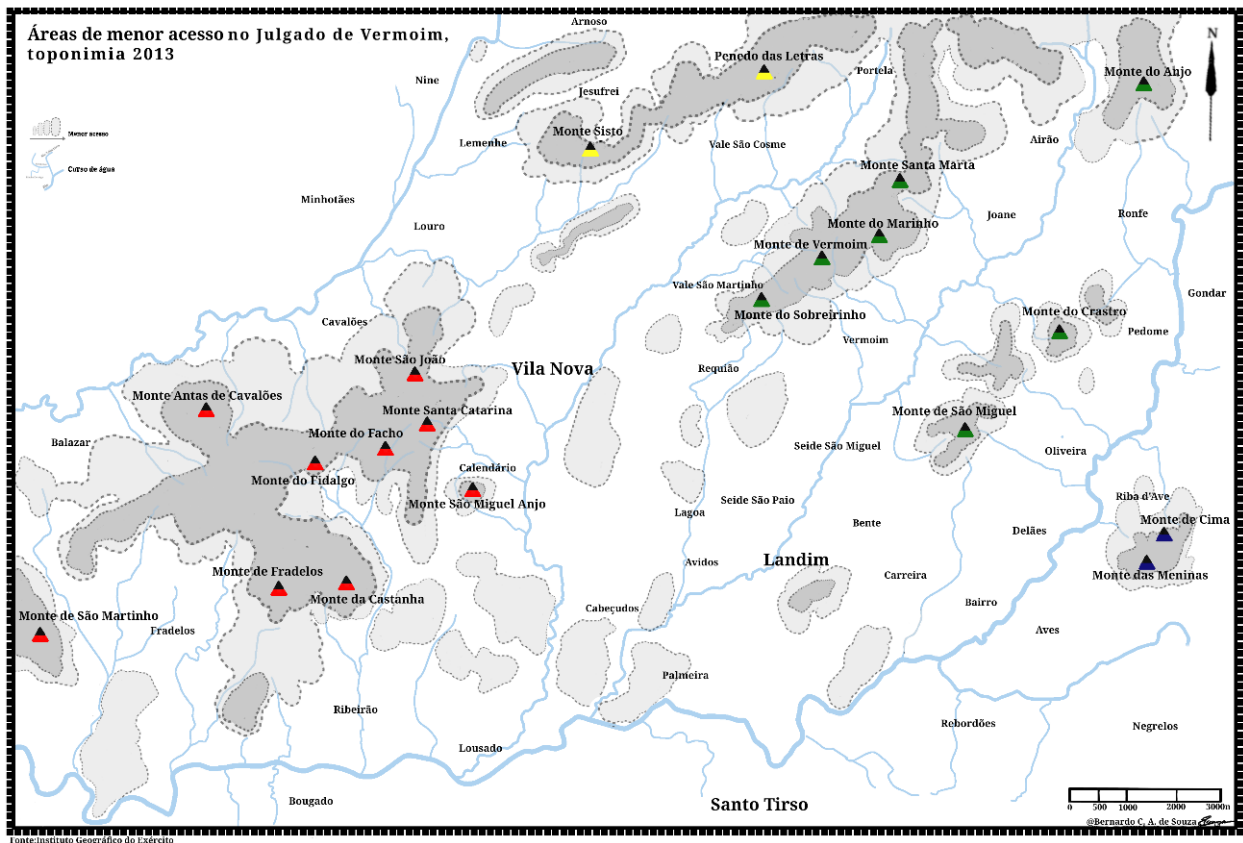 Áreas de menor acesso no Julgado de Vermoim,
toponimia 2013
N
Arnoso
Penedo das Letras
Portela
Monte do Anjo
Nine
Jesufrei
Menor acesso
Monte Sisto
Lemenhe
Vale São Cosme
Airão
Curso de água
Monte Santa Marta
Minhotães
Joane
Ronfe
Louro
Monte do Marinho
Monte de Vermoim
Vale São Martinho
Gondar
Monte do Sobreirinho
Monte do Crastro
Cavalões
Pedome
Vermoim
Monte São João
Vila Nova
Requião
Monte Antas de Cavalões
Monte Santa Catarina
Monte de São Miguel
Monte do Facho
Balazar
Seide São Miguel
Oliveira
Calendário
Monte do Fidalgo
Monte São Miguel Anjo
Seide São Paio
Riba d'Ave
Lagoa
Monte de Cima
Bente
Delães
Landim
Avidos
Monte de Fradelos
Carreira
Monte das Meninas
Monte da Castanha
Bairro
Cabeçudos
Monte de São Martinho
Fradelos
Aves
Palmeira
Ribeirão
Rebordões
Negrelos
Lousado
Bougado
Santo Tirso
0 500 1000 2000 3000m
@Bernardo C. A. de Souza
Fonte:Instituto Geográfico do Exército